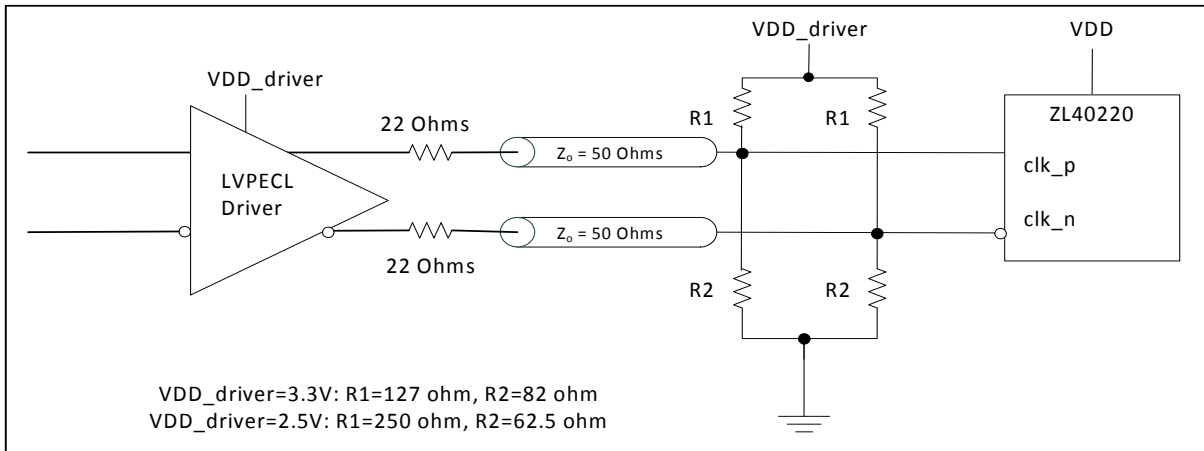 VDD_driver
VDD
VDD_driver
22 Ohms
R1
R1
ZL40220
Zo = 50 Ohms
clk_p
LVPECL
Driver
clk_n
Zo = 50 Ohms
22 Ohms
R2
R2
VDD_driver=3.3V: R1=127 ohm, R2=82 ohm
VDD_driver=2.5V: R1=250 ohm, R2=62.5 ohm